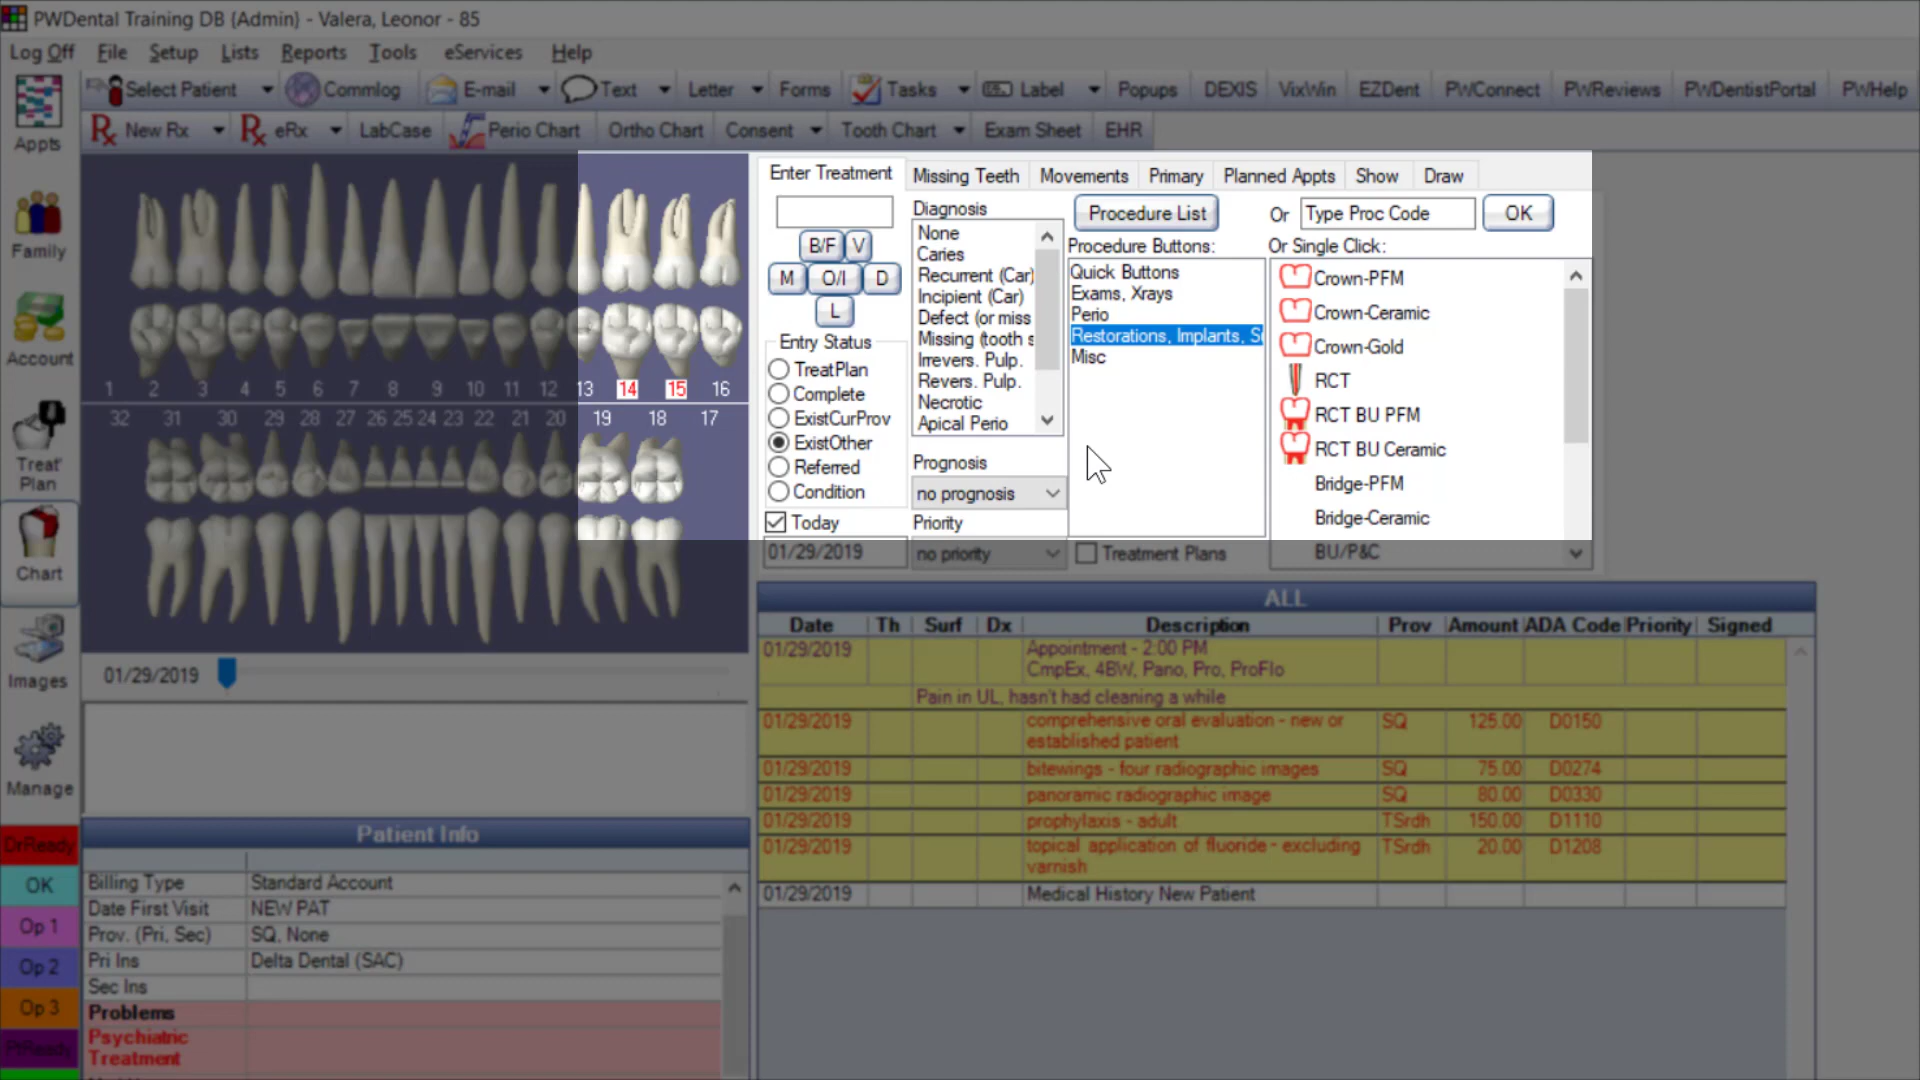 PWDental Training DB (Admin) - Valera, Leonor - 85
Log Off File Setup Lists Reports Tools eServices Help
Select Patient Commlog E-mail Text Letter Forms Tasks Label Popups DEXIS VixWin EZDent PWConnect PWReviews PWDentistPortal PWHelp
New Rx eRx LabCase Perio Chart Ortho Chart Consent Tooth Chart Exam Sheet EHR
Appts
Family
Account
Treat'
Plan
Chart
Images
Manage
DrReady
OK
Op 1
Op 2
Op 3
PtReady
1 2 3 4 5 6 7 8 9 10 11 12 13 14 15 16
32 31 30 29 28 27 26 25 24 23 22 21 20 19 18 17
01/29/2019
Enter Treatment Missing Teeth Movements Primary Planned Appts Show Draw
B/F V
M O/I D
L
Entry Status
TreatPlan
Complete
ExistCurProv
ExistOther
Referred
Condition
Today
01/29/2019
Diagnosis
None
Caries
Recurrent (Car)
Incipient (Car)
Defect (or miss
Missing (tooth s
Irrevers. Pulp.
Revers. Pulp.
Necrotic
Apical Perio
Prognosis
no prognosis
Priority
no priority
Procedure List Or Type Proc Code OK
Procedure Buttons:
Quick Buttons
Exams, Xrays
Perio
Restorations, Implants, S
Misc
Treatment Plans
Or Single Click:
Crown-PFM
Crown-Ceramic
Crown-Gold
RCT
RCT BU PFM
RCT BU Ceramic
Bridge-PFM
Bridge-Ceramic
BU/P&C
ALL
Date Th Surf Dx Description Prov Amount ADA Code Priority Signed
01/29/2019 Appointment - 2:00 PM
CmpEx, 4BW, Pano, Pro, ProFlo
Pain in UL, hasn't had cleaning a while
01/29/2019 comprehensive oral evaluation - new or SQ 125.00 D0150
established patient
01/29/2019 bitewings - four radiographic images SQ 75.00 D0274
01/29/2019 panoramic radiographic image SQ 80.00 D0330
01/29/2019 prophylaxis - adult TSrdh 150.00 D1110
01/29/2019 topical application of fluoride - excluding TSrdh 20.00 D1208
varnish
01/29/2019 Medical History New Patient
Patient Info
Billing Type Standard Account
Date First Visit NEW PAT
Prov. (Pri, Sec) SQ, None
Pri Ins Delta Dental (SAC)
Sec Ins
Problems
Psychiatric
Treatment